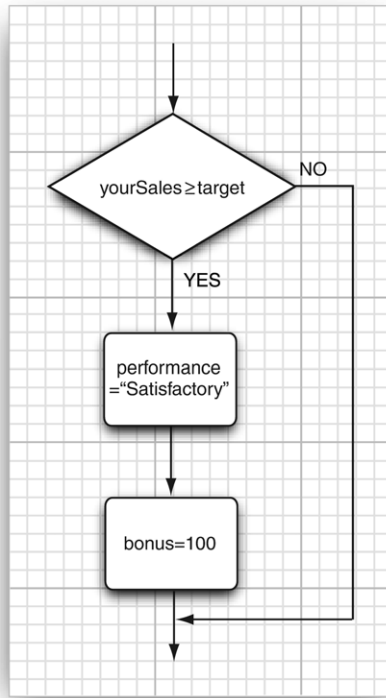 yourSales≥target
NO
YES
performance
=“Satisfactory”
bonus=100